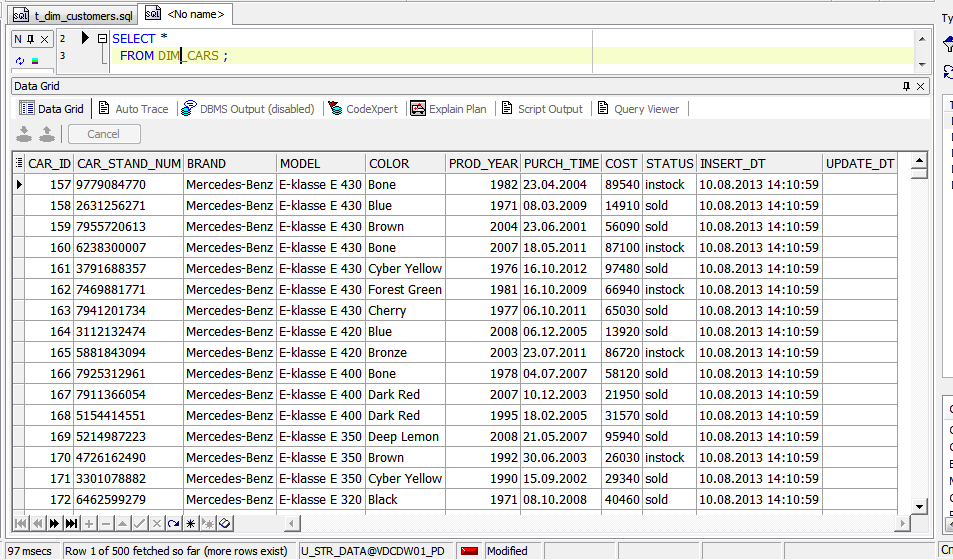 t_dim_customers.sql <No name>
N 2 SELECT *
3 FROM DIM_CARS ;
Data Grid
Data Grid Auto Trace DBMS Output (disabled) CodeXpert Explain Plan Script Output Query Viewer
Cancel
CAR_ID CAR_STAND_NUM BRAND MODEL COLOR PROD_YEAR PURCH_TIME COST STATUS INSERT_DT UPDATE_DT
157 9779084770 Mercedes-Benz E-klasse E 430 Bone 1982 23.04.2004 89540 instock 10.08.2013 14:10:59
158 2631256271 Mercedes-Benz E-klasse E 430 Blue 1971 08.03.2009 14910 sold 10.08.2013 14:10:59
159 7955720613 Mercedes-Benz E-klasse E 430 Brown 2004 23.06.2001 56090 sold 10.08.2013 14:10:59
160 6238300007 Mercedes-Benz E-klasse E 430 Bone 2007 18.05.2011 87100 instock 10.08.2013 14:10:59
161 3791688357 Mercedes-Benz E-klasse E 430 Cyber Yellow 1976 16.10.2012 97480 sold 10.08.2013 14:10:59
162 7469881771 Mercedes-Benz E-klasse E 430 Forest Green 1981 16.10.2009 66940 instock 10.08.2013 14:10:59
163 7941201734 Mercedes-Benz E-klasse E 430 Cherry 1977 06.10.2011 65030 sold 10.08.2013 14:10:59
164 3112132474 Mercedes-Benz E-klasse E 420 Blue 2008 06.12.2005 13920 sold 10.08.2013 14:10:59
165 5881843094 Mercedes-Benz E-klasse E 420 Bronze 2003 23.07.2011 86720 instock 10.08.2013 14:10:59
166 7925312961 Mercedes-Benz E-klasse E 400 Bone 1978 04.07.2007 58120 sold 10.08.2013 14:10:59
167 7911366054 Mercedes-Benz E-klasse E 400 Dark Red 2007 10.12.2003 21950 sold 10.08.2013 14:10:59
168 5154414551 Mercedes-Benz E-klasse E 400 Dark Red 1995 18.02.2005 31570 sold 10.08.2013 14:10:59
169 5214987223 Mercedes-Benz E-klasse E 350 Deep Lemon 2008 21.05.2007 95940 sold 10.08.2013 14:10:59
170 4726162490 Mercedes-Benz E-klasse E 350 Brown 1992 30.06.2003 26030 instock 10.08.2013 14:10:59
171 3301078882 Mercedes-Benz E-klasse E 350 Cyber Yellow 1990 15.09.2002 29340 sold 10.08.2013 14:10:59
172 6462599279 Mercedes-Benz E-klasse E 320 Black 1971 08.10.2008 40460 sold 10.08.2013 14:10:59
97 msecs Row 1 of 500 fetched so far (more rows exist) U_STR_DATA@VDCDW01_PD Modified